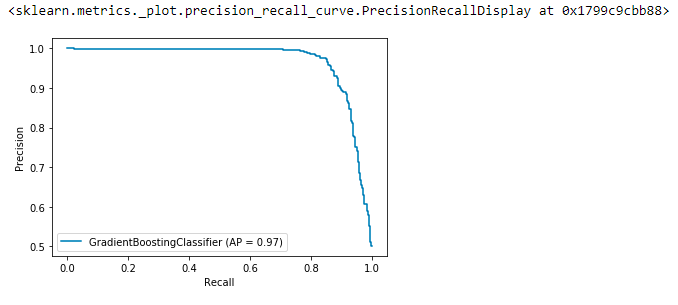 <sklearn.metrics._plot.precision_recall_curve.PrecisionRecallDisplay at 0x1799c9cbb88>
1.0
0.9
0.8
0.7
0.6
0.5
Precision
GradientBoostingClassifier (AP = 0.97)
0.0 0.2 0.4 0.6 0.8 1.0
Recall